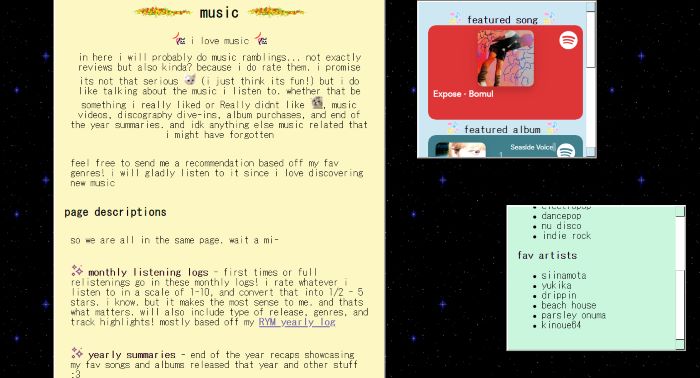 music
i love music
in here i will probably do music ramblings... not exactly
reviews but also kinda? because i do rate them. i promise
its not that serious (i just think its fun!) but i do
like talking about the music i listen to. whether that be
something i really liked or Really didnt like , music
videos, discography dive-ins, album purchases, and end of
the year summaries. and idk anything else music related that
i might have forgotten
feel free to send me a recommendation based off my fav
genres! i will gladly listen to it since i love discovering
new music
page descriptions
so we are all in the same page. wait a mi-
monthly listening logs - first times or full
relistenings go in these monthly logs! i rate whatever i
listen to in a scale of 1-10, and convert that into 1/2 - 5
stars. i know. but it makes the most sense to me. and thats
what matters. will also include type of release, genres, and
track highlights! mostly based off my RYM yearly log
yearly summaries - end of the year recaps showcasing
my fav songs and albums released that year and other stuff
:3
featured song
Expose - Bomul
featured album
Seaside Voice
electropop
dancepop
nu disco
indie rock
fav artists
siinamota
yukika
drippin
beach house
parsley onuma
kinoue64